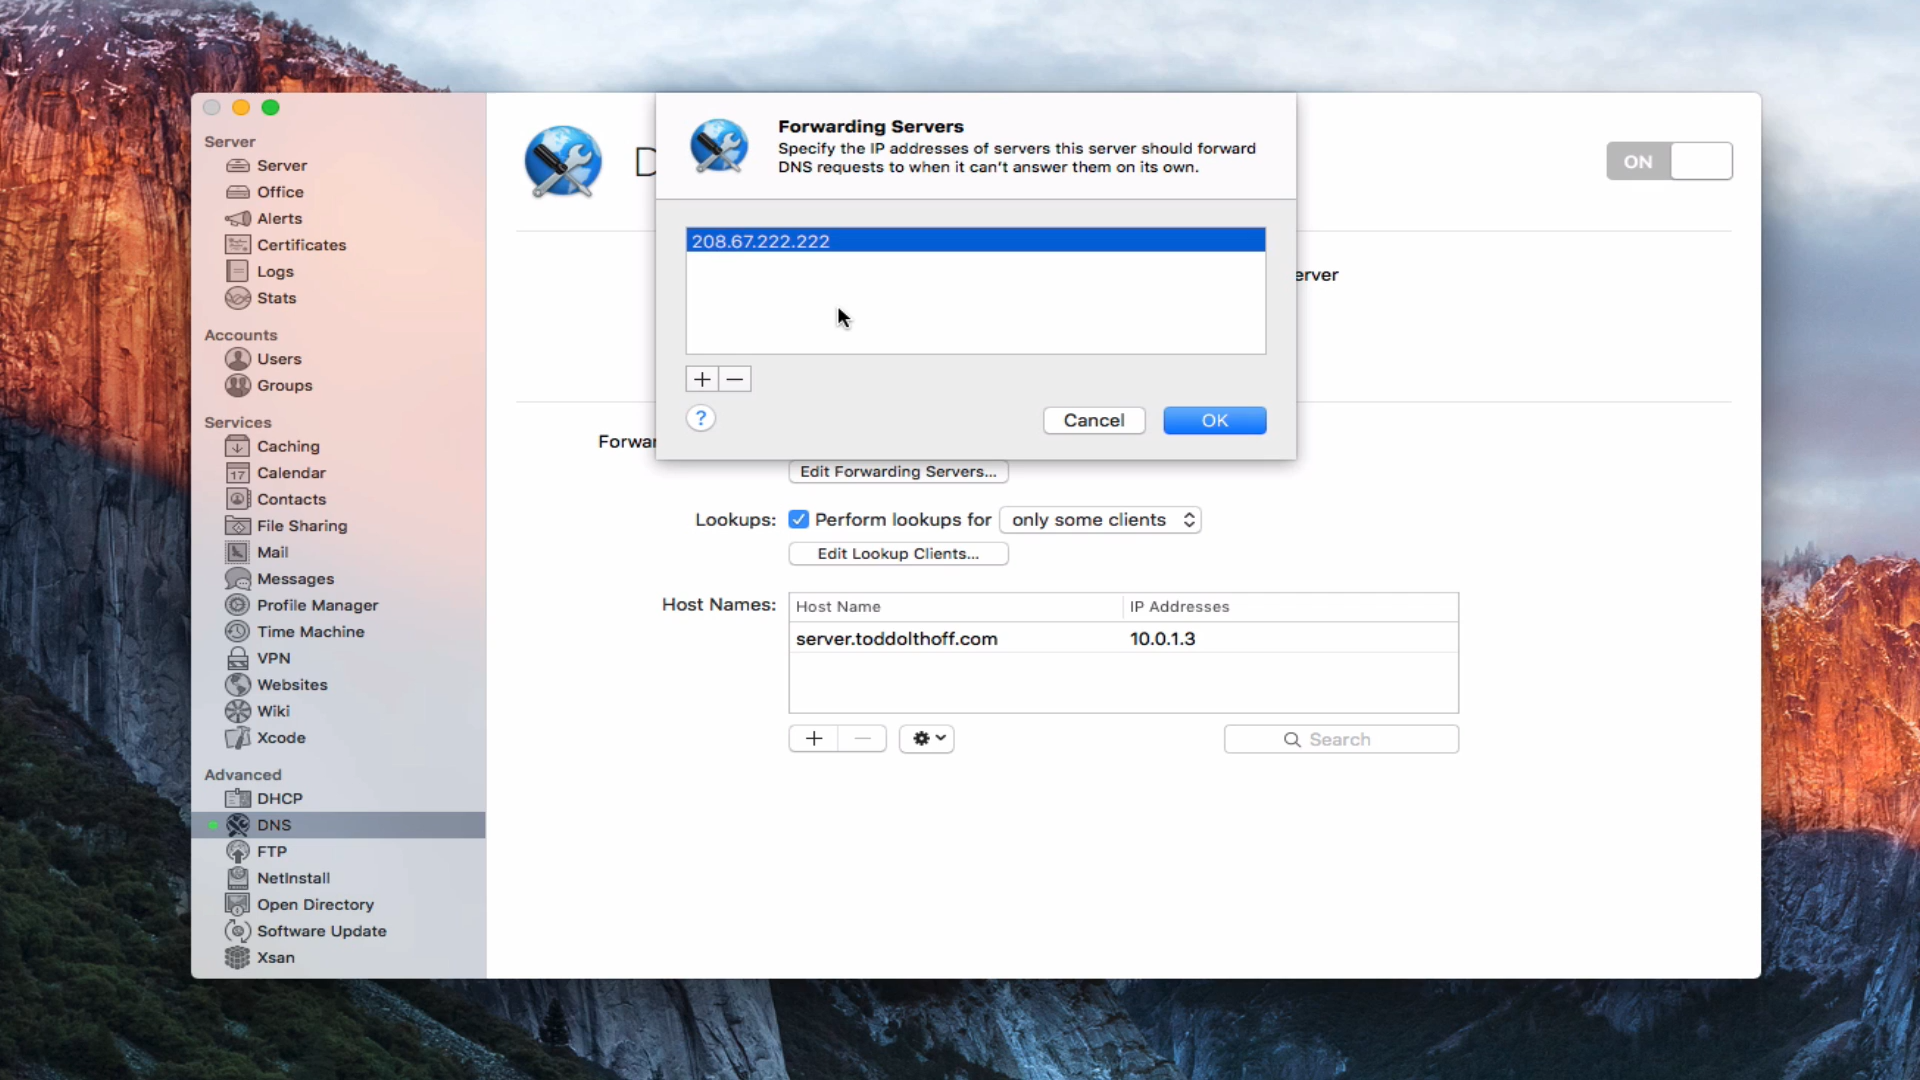 Server
Server
Office
Alerts
Certificates
Logs
Stats
Accounts
Users
Groups
Services
Caching
17
Calendar
Contacts
File Sharing
Mail
Messages
Profile Manager
Time Machine
VPN
Websites
Wiki
Xcode
Advanced
DHCP
DNS
FTP
NetInstall
Open Directory
Software Update
Xsan
D
ON
Forwarding Servers
Specify the IP addresses of servers this server should forward
DNS requests to when it can't answer them on its own.
208.67.222.222
+ −
?
Cancel
OK
erver
Forwar
Edit Forwarding Servers...
Lookups: Perform lookups for only some clients
Edit Lookup Clients...
Host Names:
Host Name IP Addresses
server.toddolthoff.com 10.0.1.3
+ −
Search